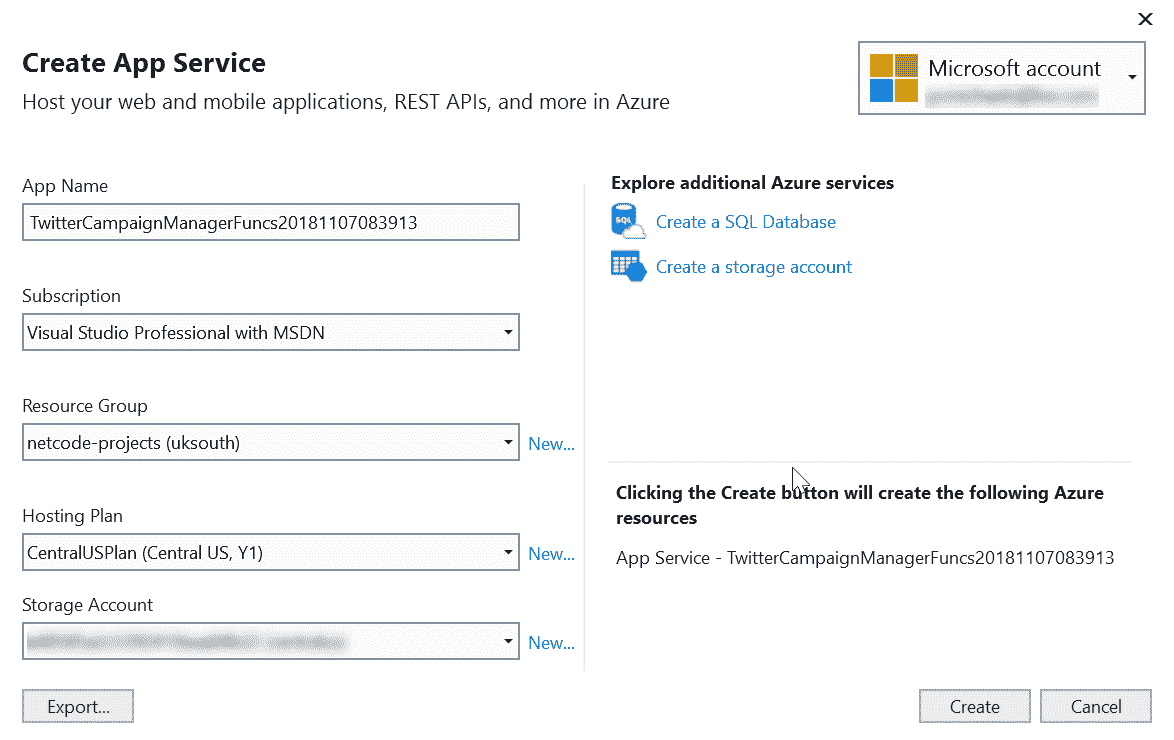 Create App Service
Host your web and mobile applications, REST APIs, and more in Azure
Microsoft account
App Name
TwitterCampaignManagerFuncs20181107083913
Subscription
Visual Studio Professional with MSDN
Resource Group
netcode-projects (uksouth)
New...
Hosting Plan
CentralUSPlan (Central US, Y1)
New...
Storage Account
New...
Export...
Explore additional Azure services
SQL
Create a SQL Database
Create a storage account
Clicking the Create button will create the following Azure
resources
App Service - TwitterCampaignManagerFuncs20181107083913
Create
Cancel